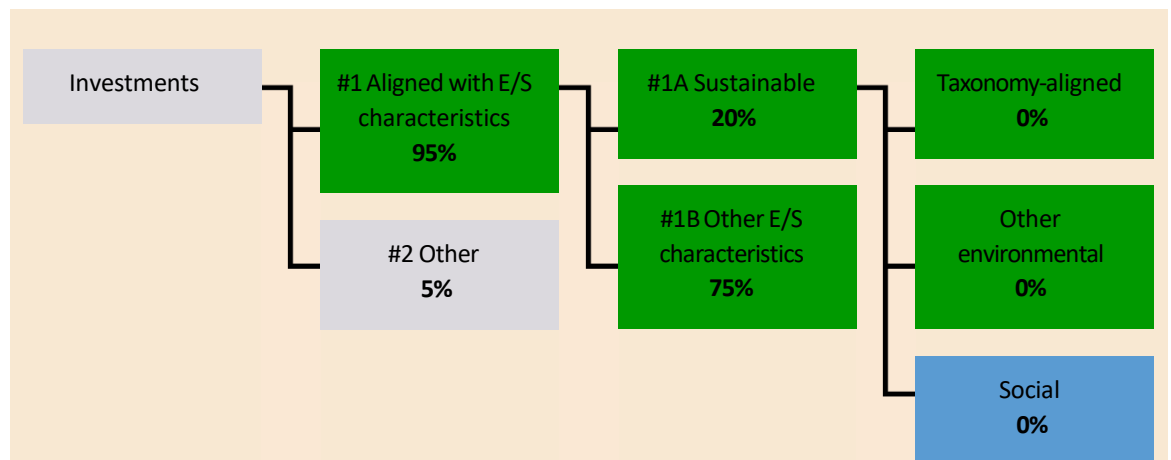 Investments
#1 Aligned with E/S
characteristics
95%
#2 Other
5%
#1A Sustainable
20%
#1B Other E/S
characteristics
75%
Taxonomy-aligned
0%
Other
environmental
0%
Social
0%